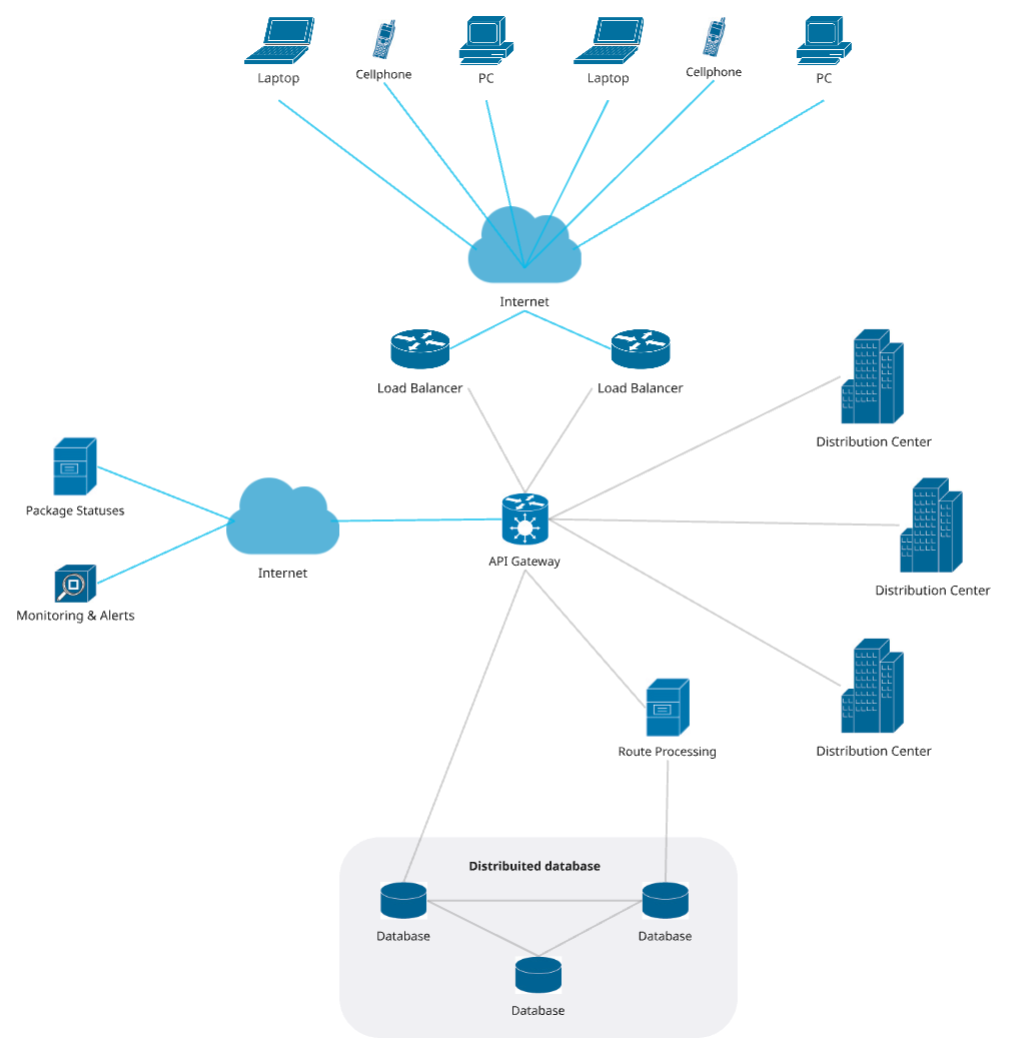 Laptop
Cellphone
PC
Laptop
Cellphone
PC
Internet
Load Balancer
Load Balancer
Distribution Center
Package Statuses
Internet
API Gateway
Distribution Center
Monitoring & Alerts
Route Processing
Distribution Center
Distribuited database
Database
Database
Database